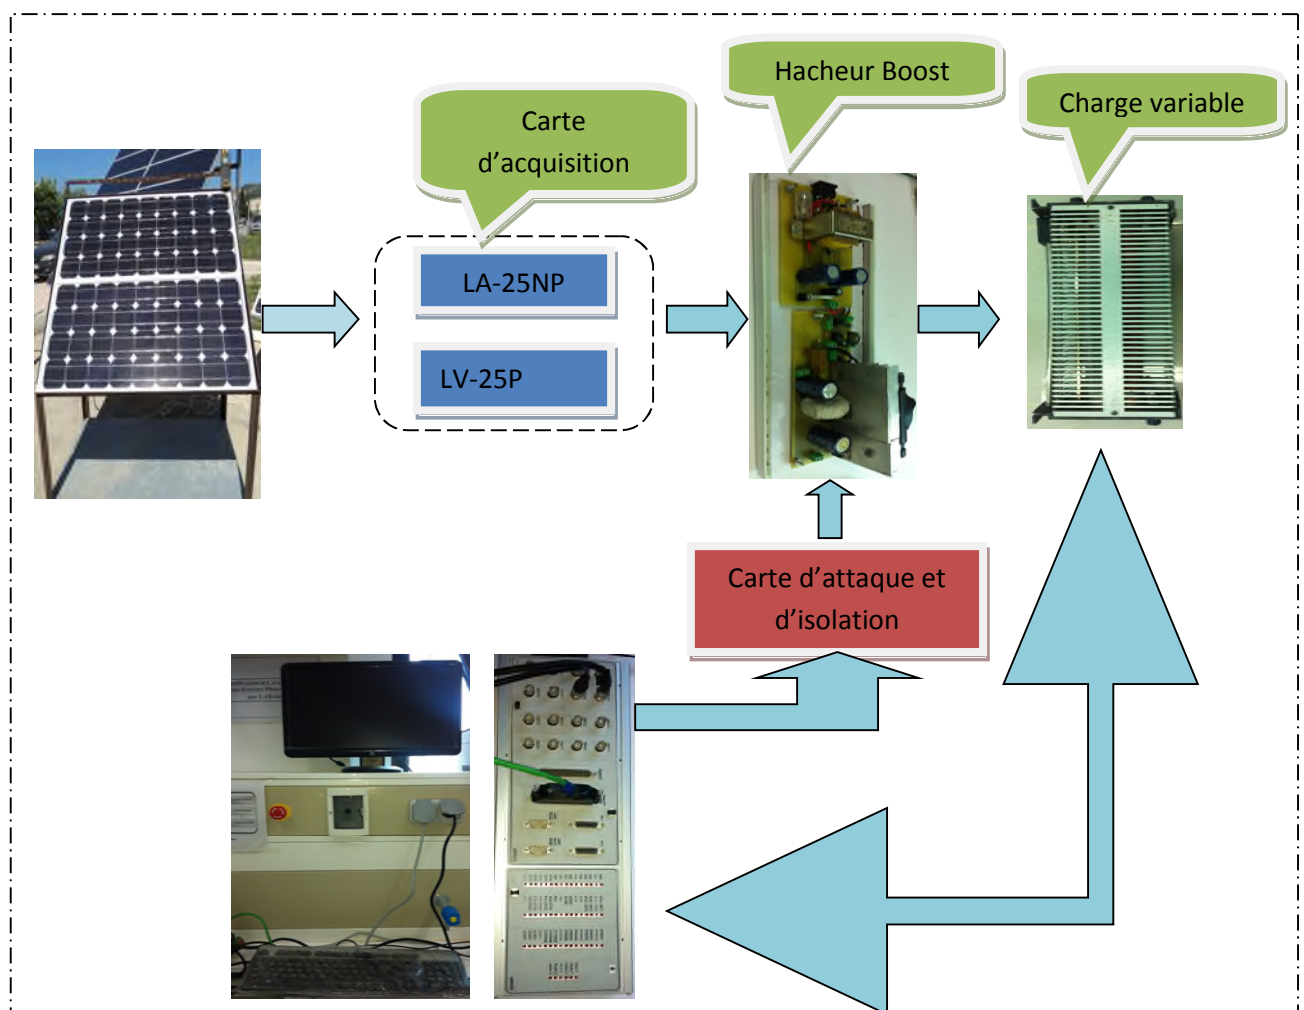 Hacheur Boost
Charge variable
Carte
d’acquisition
LA-25NP
LV-25P
Carte d’attaque et
d’isolation